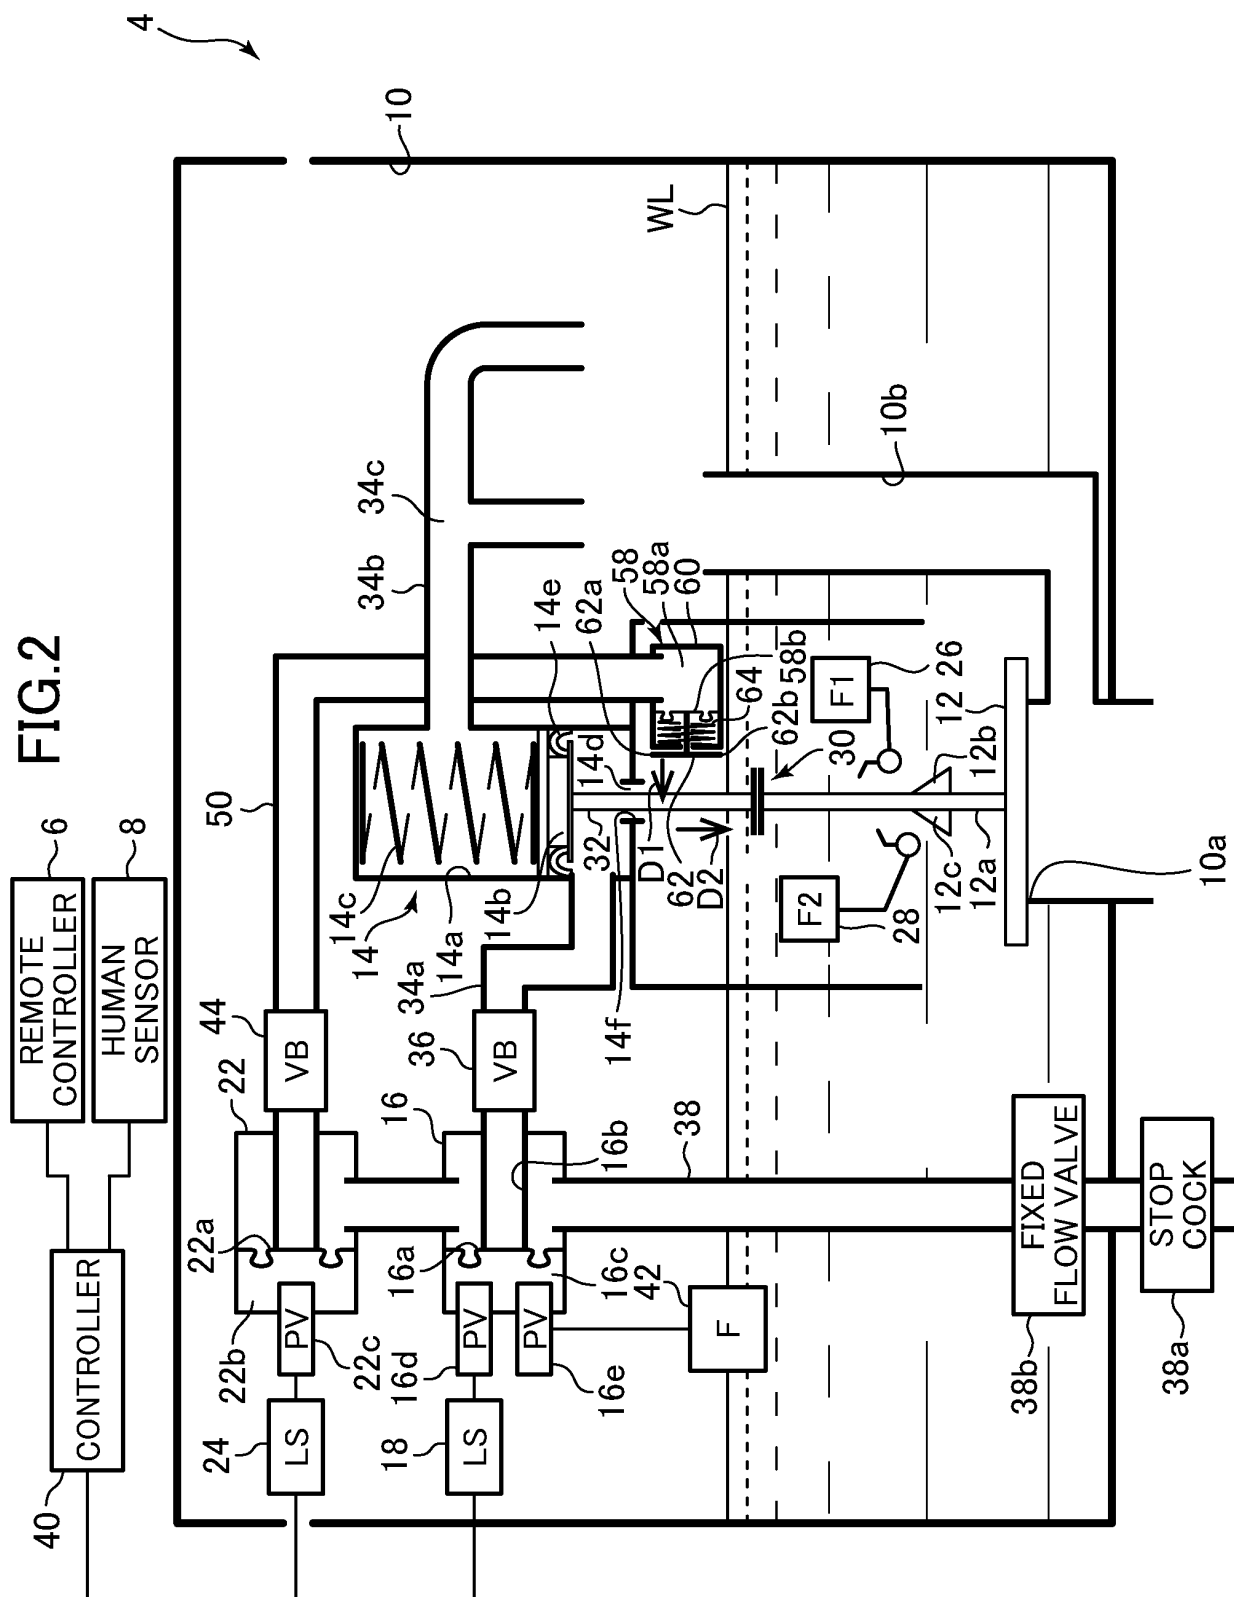 FIG.2
4
REMOTE
CONTROLLER
6
HUMAN
SENSOR
8
CONTROLLER
40
10
50
44
VB
22
22a
22b
PV
22c
LS
24
34b
34c
14c
14
14a
14b
34a
14e
14d
14f
32
36
VB
16
16b
16a
16c
PV
16d
PV
16e
LS
18
42
F
38
62a
58
58a
60
58b
64
62b
62
D1
D2
30
WL
10b
F1
26
F2
28
12
12b
12c
12a
10a
FIXED
FLOW VALVE
38b
STOP
COCK
38a